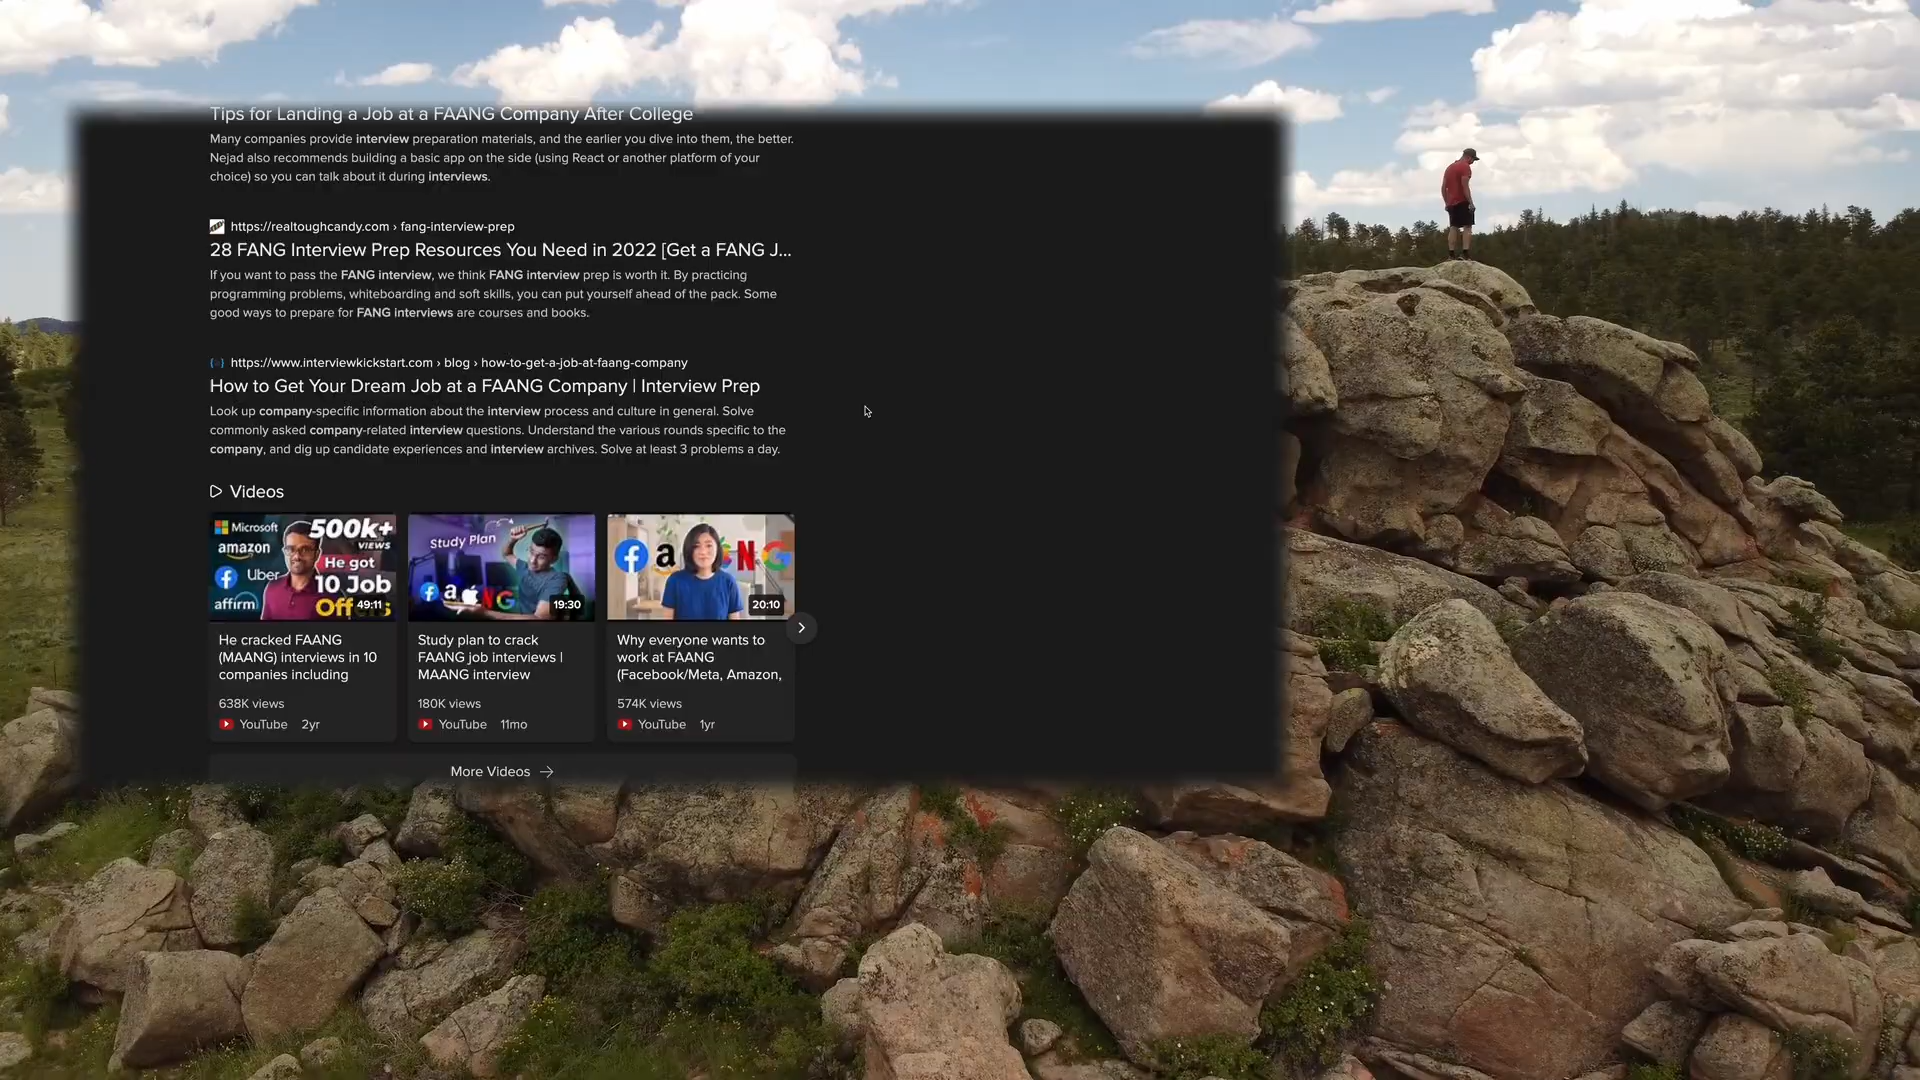 Tips for Landing a Job at a FAANG Company After College
Many companies provide interview preparation materials, and the earlier you dive into them, the better.
Nejad also recommends building a basic app on the side (using React or another platform of your
choice) so you can talk about it during interviews.
https://realtoughcandy.com › fang-interview-prep
28 FANG Interview Prep Resources You Need in 2022 [Get a FANG J...
If you want to pass the FANG interview, we think FANG interview prep is worth it. By practicing
programming problems, whiteboarding and soft skills, you can put yourself ahead of the pack. Some
good ways to prepare for FANG interviews are courses and books.
https://www.interviewkickstart.com › blog › how-to-get-a-job-at-faang-company
How to Get Your Dream Job at a FAANG Company | Interview Prep
Look up company-specific information about the interview process and culture in general. Solve
commonly asked company-related interview questions. Understand the various rounds specific to the
company, and dig up candidate experiences and interview archives. Solve at least 3 problems a day.
Videos
Microsoft
amazon
Uber
affirm
500k+
VIEWS
He got
10 Job
49:11
He cracked FAANG
(MAANG) interviews in 10
companies including
638K views
YouTube 2yr
Study Plan
19:30
Study plan to crack
FAANG job interviews |
MAANG interview
180K views
YouTube 11mo
20:10
Why everyone wants to
work at FAANG
(Facebook/Meta, Amazon,
574K views
YouTube 1yr
More Videos